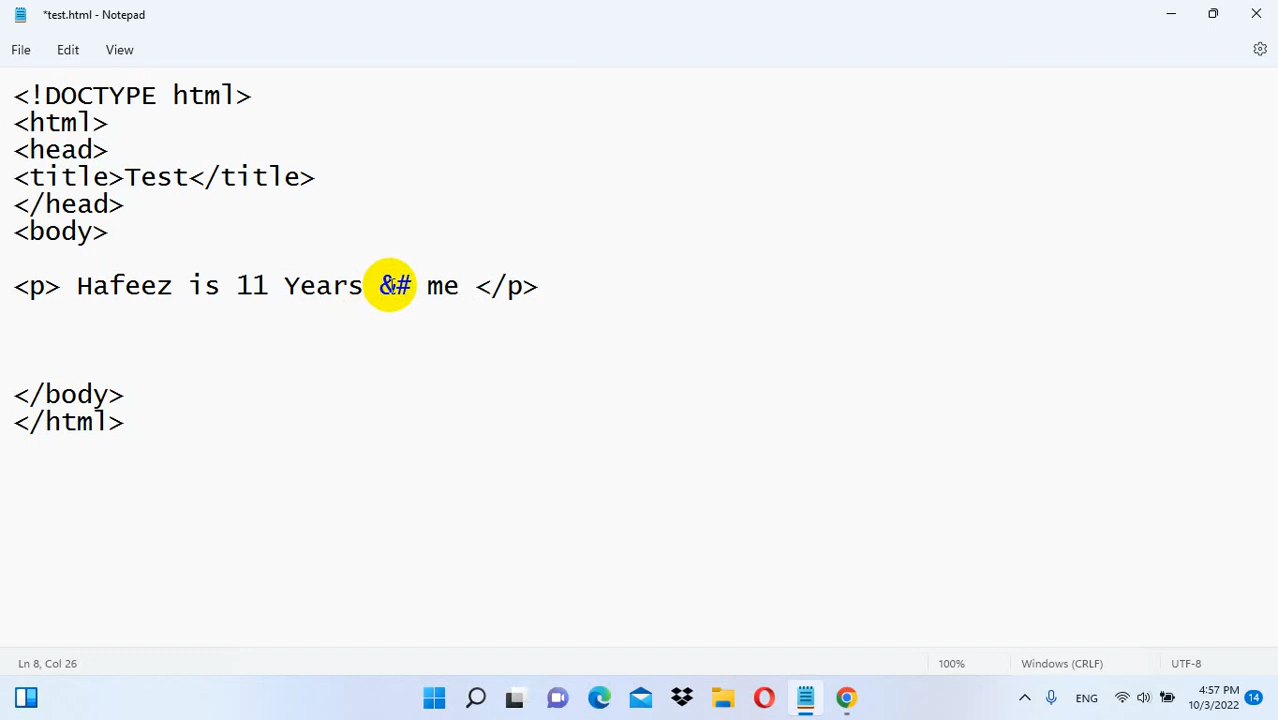 *test.html - Notepad
File Edit View
<!DOCTYPE html>
<html>
<head>
<title>Test</title>
</head>
<body>
<p> Hafeez is 11 Years &# me </p>
</body>
</html>
Ln 8, Col 26 100% Windows (CRLF) UTF-8
ENG 4:57 PM 14
10/3/2022